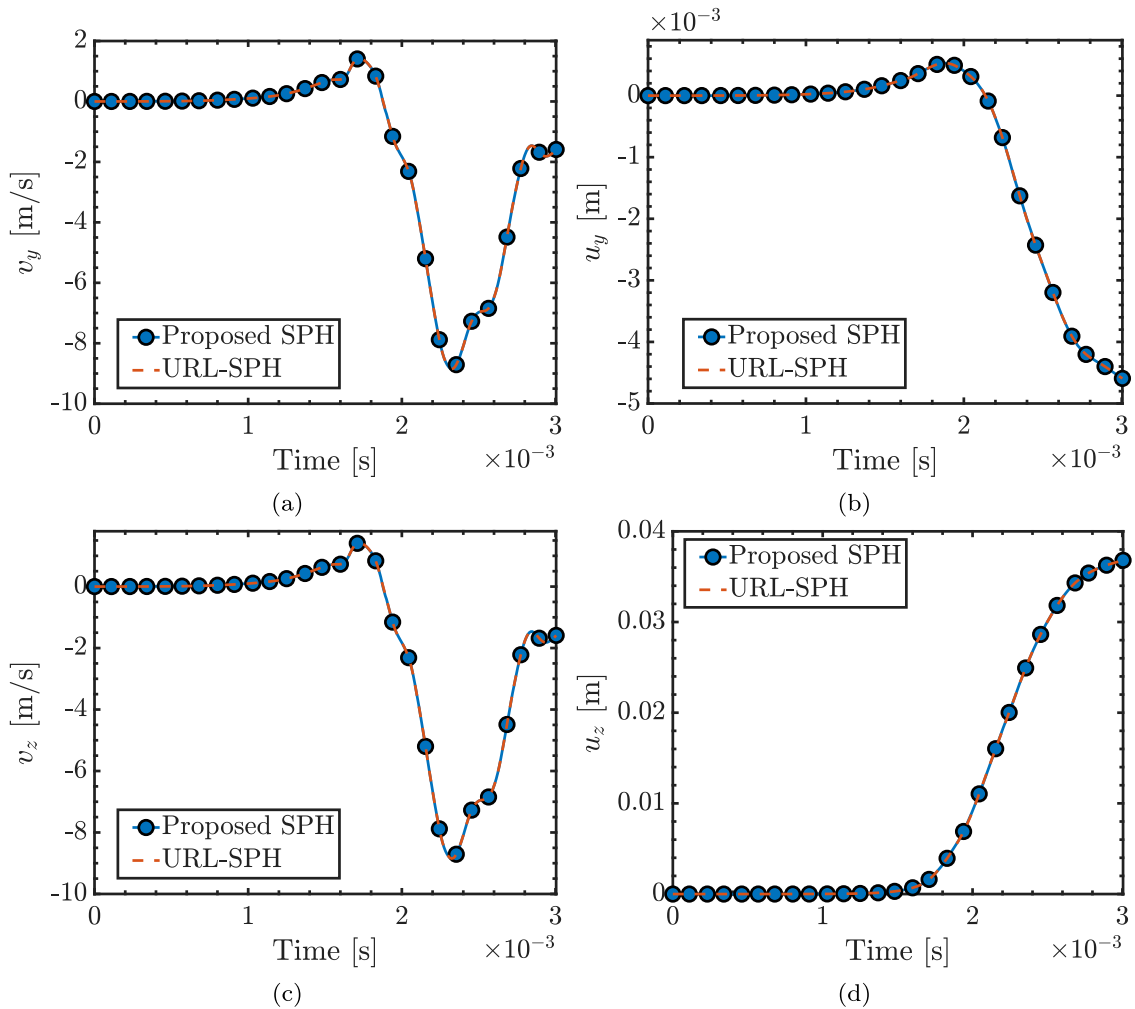 2
0
-2
-4
-6
-8
-10
v_y [m/s]
Proposed SPH
URL-SPH
0 1 2 3
Time [s] ×10⁻³
(a)
×10⁻³
0
-1
-2
-3
-4
-5
u_y [m]
Proposed SPH
URL-SPH
0 1 2 3
Time [s] ×10⁻³
(b)
0
-2
-4
-6
-8
-10
v_z [m/s]
Proposed SPH
URL-SPH
0 1 2 3
Time [s] ×10⁻³
(c)
0.04
0.03
0.02
0.01
0
u_z [m]
Proposed SPH
URL-SPH
0 1 2 3
Time [s] ×10⁻³
(d)